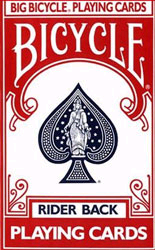 BIG BICYCLE PLAYING CARDS
BICYCLE
RIDER BACK
PLAYING CARDS